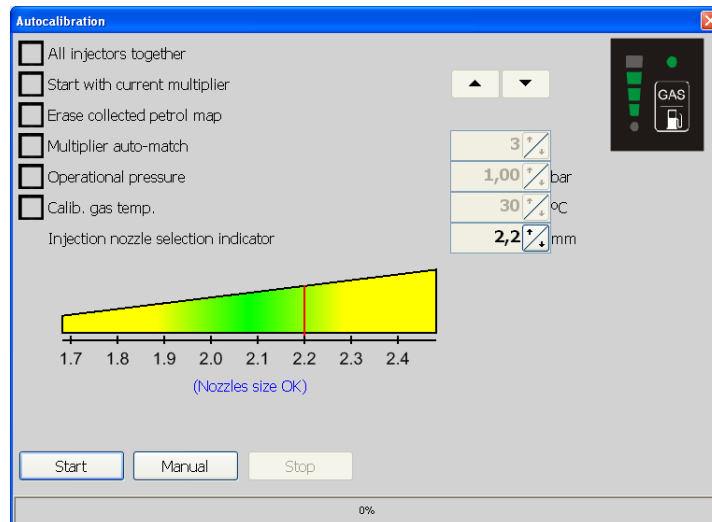 Autocalibration
All injectors together
Start with current multiplier
Erase collected petrol map
GAS
Multiplier auto-match 3
Operational pressure 1,00 bar
Calib. gas temp. 30 ºC
Injection nozzle selection indicator 2,2 mm
1.7 1.8 1.9 2.0 2.1 2.2 2.3 2.4
(Nozzles size OK)
Start Manual Stop
0%